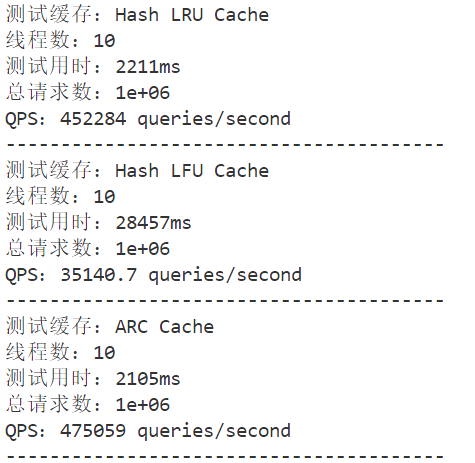 测试缓存：Hash LRU Cache
线程数：10
测试用时：2211ms
总请求数：1e+06
QPS：452284 queries/second
----------------------------------------
测试缓存：Hash LFU Cache
线程数：10
测试用时：28457ms
总请求数：1e+06
QPS：35140.7 queries/second
----------------------------------------
测试缓存：ARC Cache
线程数：10
测试用时：2105ms
总请求数：1e+06
QPS：475059 queries/second
----------------------------------------